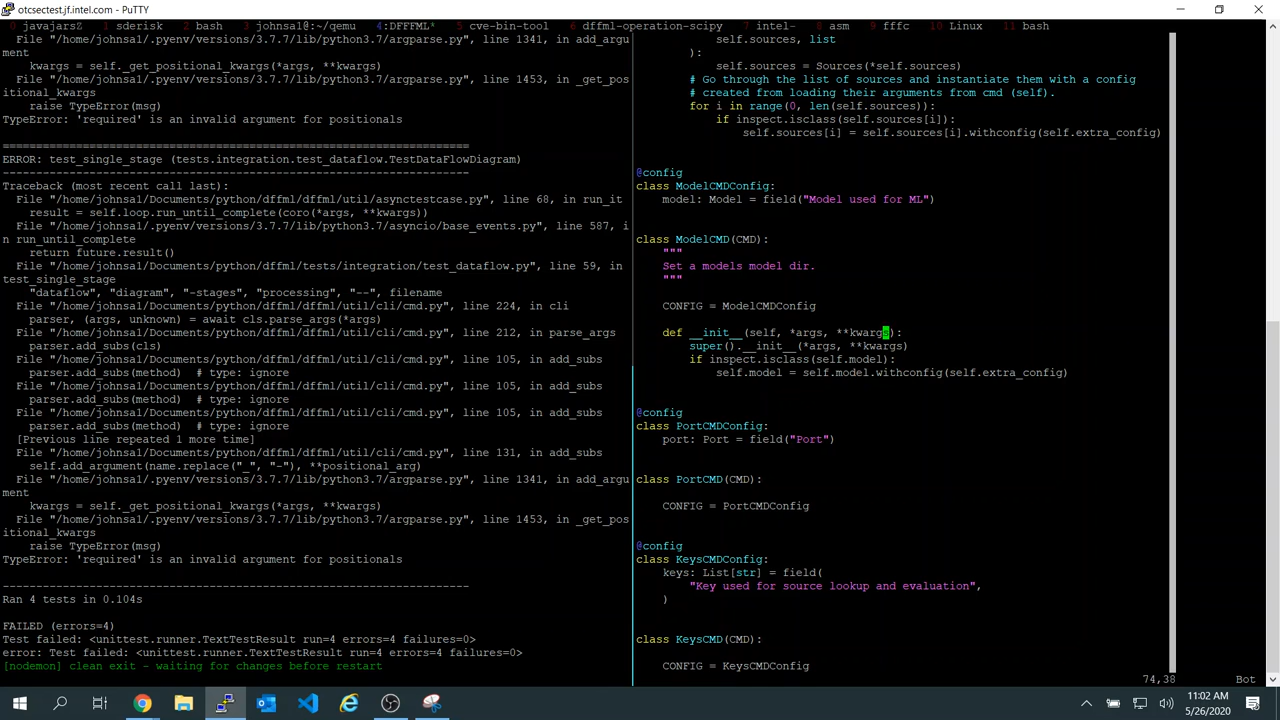 otcsectest.jf.intel.com - PuTTY
0 javajarsZ 1 sderisk 2 bash 3 johnsa1@:~/qemu 4:DFFFML* 5 cve-bin-tool 6 dffml-operation-scipy 7 intel- 8 asm 9 fffc 10 Linux 11 bash
File "/home/johnsa1/.pyenv/versions/3.7.7/lib/python3.7/argparse.py", line 1341, in add_argu
ment
kwargs = self._get_positional_kwargs(*args, **kwargs)
File "/home/johnsa1/.pyenv/versions/3.7.7/lib/python3.7/argparse.py", line 1453, in _get_pos
itional_kwargs
raise TypeError(msg)
TypeError: 'required' is an invalid argument for positionals
======================================================================
ERROR: test_single_stage (tests.integration.test_dataflow.TestDataFlowDiagram)
----------------------------------------------------------------------
Traceback (most recent call last):
File "/home/johnsa1/Documents/python/dffml/dffml/util/asynctestcase.py", line 68, in run_it
result = self.loop.run_until_complete(coro(*args, **kwargs))
File "/home/johnsa1/.pyenv/versions/3.7.7/lib/python3.7/asyncio/base_events.py", line 587, i
n run_until_complete
return future.result()
File "/home/johnsa1/Documents/python/dffml/tests/integration/test_dataflow.py", line 59, in
test_single_stage
"dataflow", "diagram", "-stages", "processing", "--", filename
File "/home/johnsa1/Documents/python/dffml/dffml/util/cli/cmd.py", line 224, in cli
parser, (args, unknown) = await cls.parse_args(*args)
File "/home/johnsa1/Documents/python/dffml/dffml/util/cli/cmd.py", line 212, in parse_args
parser.add_subs(cls)
File "/home/johnsa1/Documents/python/dffml/dffml/util/cli/cmd.py", line 105, in add_subs
parser.add_subs(method)  # type: ignore
File "/home/johnsa1/Documents/python/dffml/dffml/util/cli/cmd.py", line 105, in add_subs
parser.add_subs(method)  # type: ignore
File "/home/johnsa1/Documents/python/dffml/dffml/util/cli/cmd.py", line 105, in add_subs
parser.add_subs(method)  # type: ignore
[Previous line repeated 1 more time]
File "/home/johnsa1/Documents/python/dffml/dffml/util/cli/cmd.py", line 131, in add_subs
self.add_argument(name.replace("_", "-"), **positional_arg)
File "/home/johnsa1/.pyenv/versions/3.7.7/lib/python3.7/argparse.py", line 1341, in add_argu
ment
kwargs = self._get_positional_kwargs(*args, **kwargs)
File "/home/johnsa1/.pyenv/versions/3.7.7/lib/python3.7/argparse.py", line 1453, in _get_pos
itional_kwargs
raise TypeError(msg)
TypeError: 'required' is an invalid argument for positionals
----------------------------------------------------------------------
Ran 4 tests in 0.104s
FAILED (errors=4)
Test failed: <unittest.runner.TextTestResult run=4 errors=4 failures=0>
error: Test failed: <unittest.runner.TextTestResult run=4 errors=4 failures=0>
[nodemon] clean exit - waiting for changes before restart
self.sources, list
):
self.sources = Sources(*self.sources)
# Go through the list of sources and instantiate them with a config
# created from loading their arguments from cmd (self).
for i in range(0, len(self.sources)):
if inspect.isclass(self.sources[i]):
self.sources[i] = self.sources[i].withconfig(self.extra_config)
@config
class ModelCMDConfig:
model: Model = field("Model used for ML")
class ModelCMD(CMD):
"""
Set a models model dir.
"""
CONFIG = ModelCMDConfig
def __init__(self, *args, **kwargs):
super().__init__(*args, **kwargs)
if inspect.isclass(self.model):
self.model = self.model.withconfig(self.extra_config)
@config
class PortCMDConfig:
port: Port = field("Port")
class PortCMD(CMD):
CONFIG = PortCMDConfig
@config
class KeysCMDConfig:
keys: List[str] = field(
"Key used for source lookup and evaluation",
)
class KeysCMD(CMD):
CONFIG = KeysCMDConfig
74,38 Bot
11:02 AM
5/26/2020